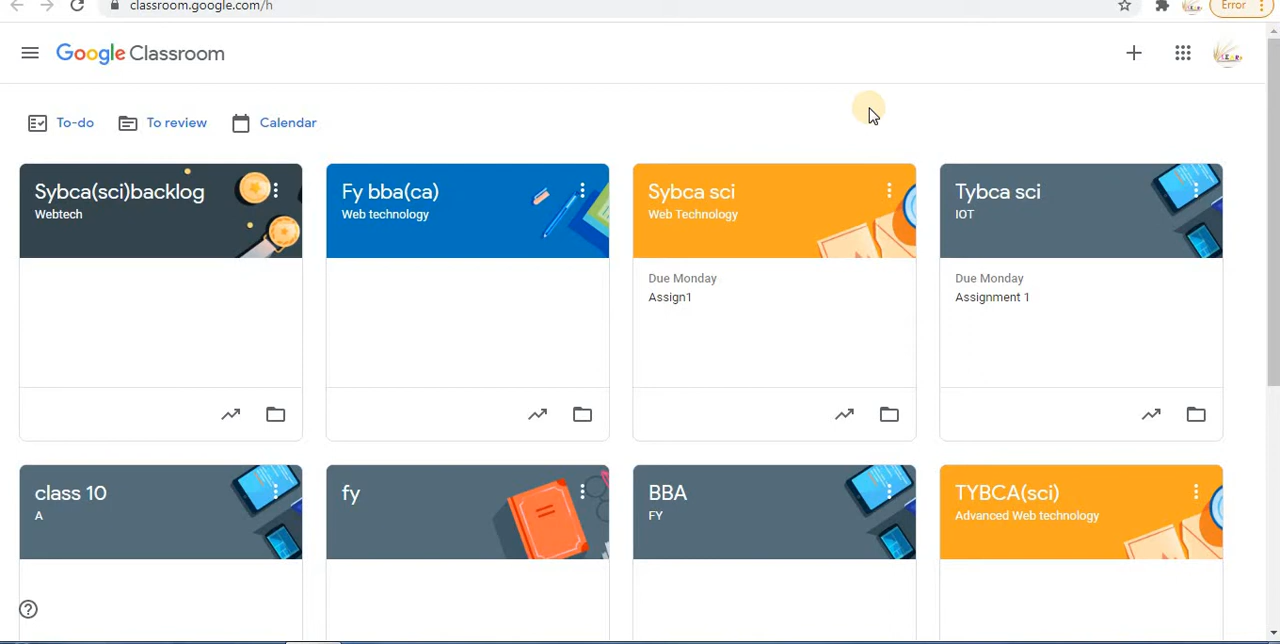 classroom.google.com/h
Error
Google Classroom
To-do
To review
Calendar
Sybca(sci)backlog
Webtech
Fy bba(ca)
Web technology
Sybca sci
Web Technology
Tybca sci
IOT
Due Monday
Assign1
Due Monday
Assignment 1
class 10
A
fy
BBA
FY
TYBCA(sci)
Advanced Web technology